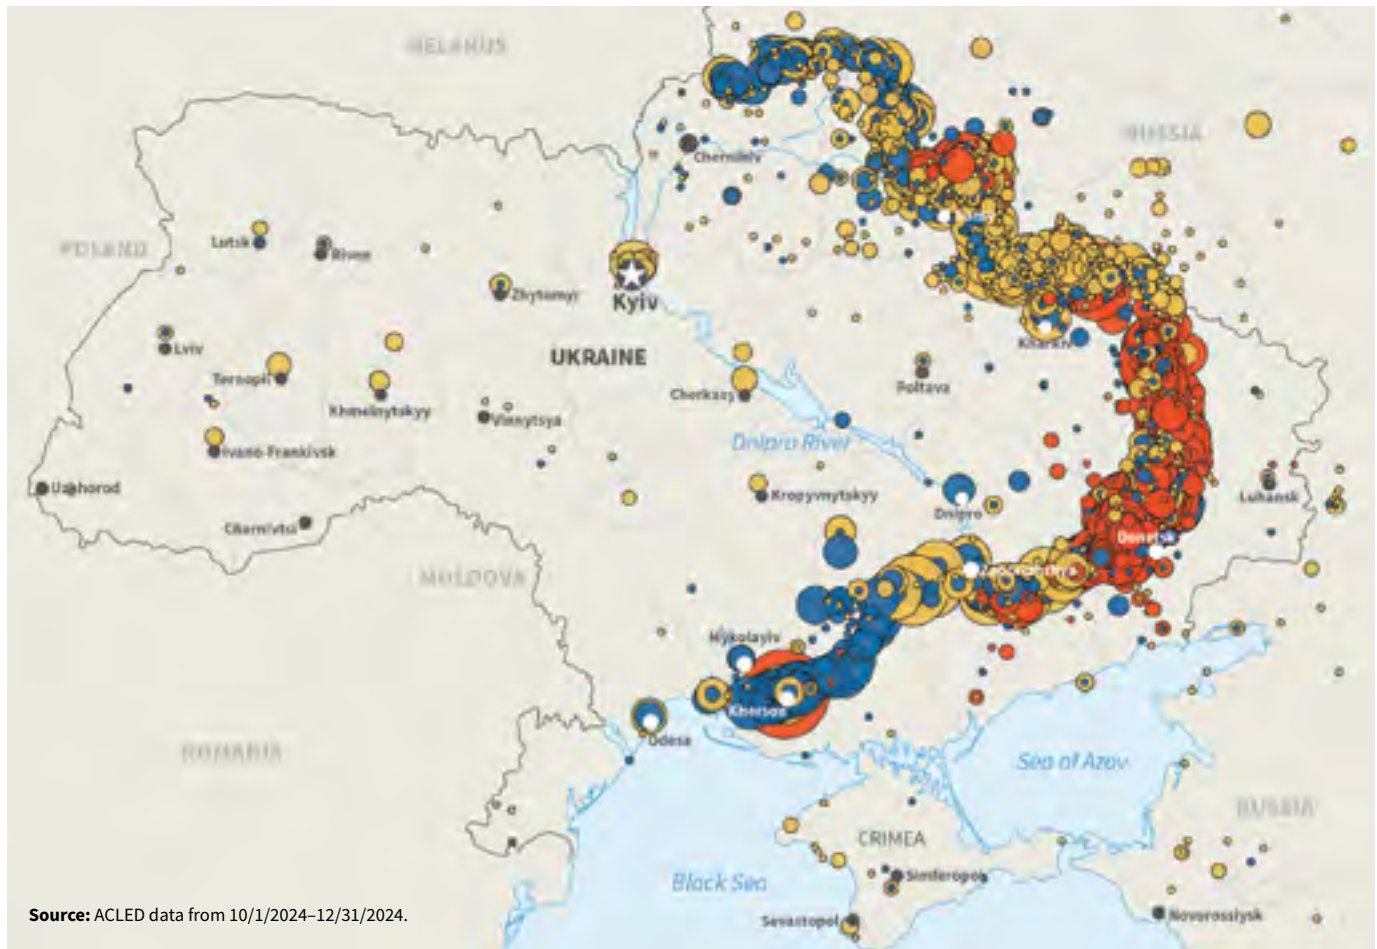 BELARUS
RUSSIA
Chernihiv
POLAND
Lutsk
Rivne
Zhytomyr
Kyiv
Kharkiv
Lviv
UKRAINE
Ternopil
Khmelnytskyy
Cherkasy
Poltava
Vinnytsya
Dnipro River
Ivano-Frankivsk
Uzhhorod
Kropyvnytskyy
Luhansk
Dnipro
Chernivtsi
Donetsk
MOLDOVA
Mykolayiv
Kherson
Odesa
ROMANIA
Sea of Azov
RUSSIA
CRIMEA
Black Sea
Simferopol
Sevastopol
Novorossiysk
Source: ACLED data from 10/1/2024–12/31/2024.